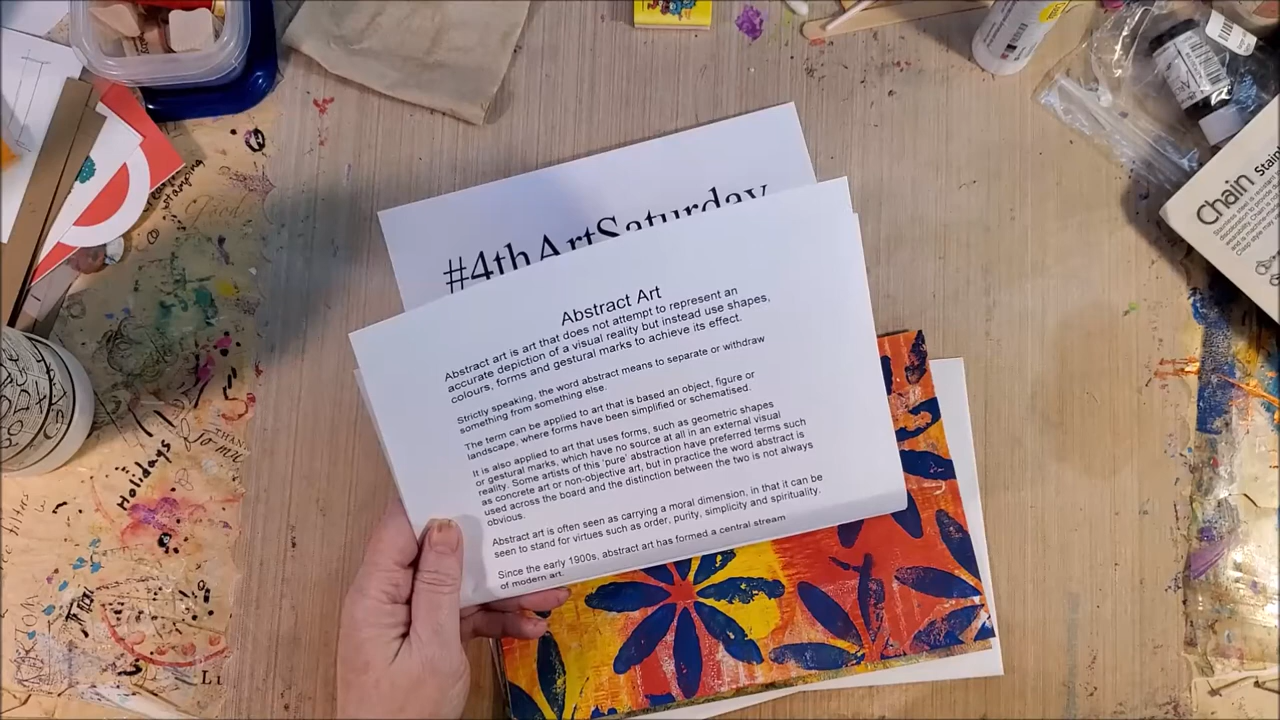 #4thArtSaturday
Abstract Art
Abstract art is art that does not attempt to represent an
accurate depiction of a visual reality but instead use shapes,
colours, forms and gestural marks to achieve its effect.
Strictly speaking, the word abstract means to separate or withdraw
something from something else.
The term can be applied to art that is based an object, figure or
landscape, where forms have been simplified or schematised.
It is also applied to art that uses forms, such as geometric shapes
or gestural marks, which have no source at all in an external visual
reality. Some artists of this ‘pure’ abstraction have preferred terms such
as concrete art or non-objective art, but in practice the word abstract is
used across the board and the distinction between the two is not always
obvious.
Abstract art is often seen as carrying a moral dimension, in that it can be
seen to stand for virtues such as order, purity, simplicity and spirituality.
Since the early 1900s, abstract art has formed a central stream
of modern art.
Chain
Holidays
stamping